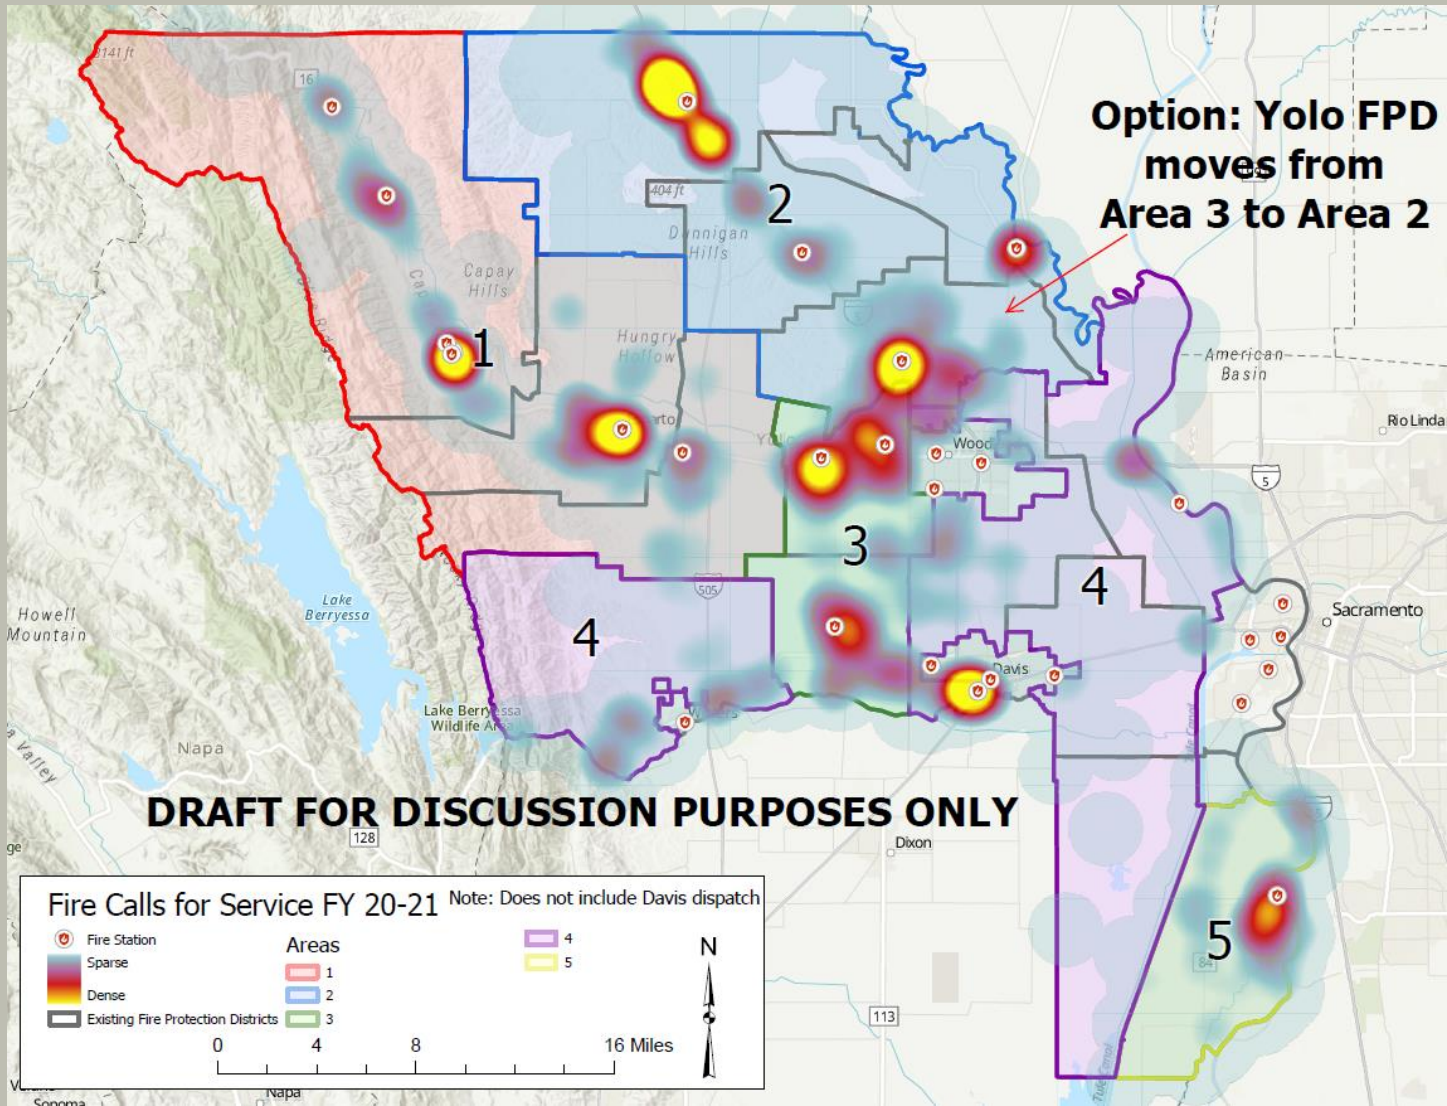 3141 ft
16
Option: Yolo FPD
moves from
Area 3 to Area 2
404 ft
2
Dunnigan
Hills
Capay
Hills
1
Hungry
Hollow
American
Basin
Rio Linda
5
Wood
3
505
4
4
Howell
Mountain
Lake
Berryessa
Sacramento
Davis
Lake Berryessa
Wildlife Area
Napa
DRAFT FOR DISCUSSION PURPOSES ONLY
128
Dixon
113
84
5
Tule Canal
Fire Calls for Service FY 20-21
Note: Does not include Davis dispatch
Fire Station
Sparse
Dense
Existing Fire Protection Districts
Areas
1
2
3
4
5
N
0 4 8 16 Miles
Napa
Sonoma